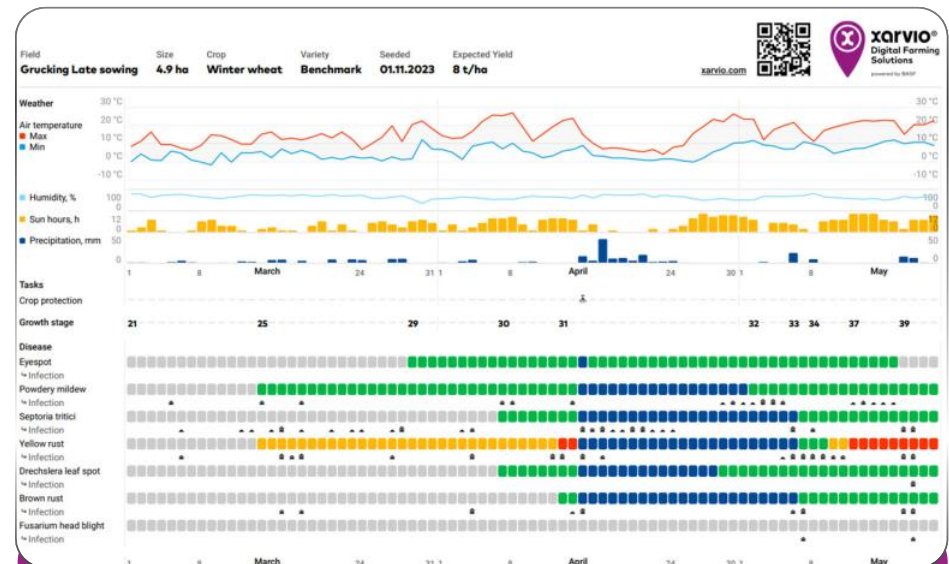 Field Size Crop Variety Seeded Expected Yield
Grucking Late sowing 4.9 ha Winter wheat Benchmark 01.11.2023 8 t/ha
xarvio.com
xarvio®
Digital Farming
Solutions
powered by BASF
Weather
30 °C 30 °C
Air temperature 20 °C 20 °C
Max 10 °C 10 °C
Min 0 °C 0 °C
-10 °C -10 °C
Humidity, % 100 100
0 0
Sun hours, h 12 12
0 0
Precipitation, mm 50 50
0 0
1 8 March 24 31 1 8 April 24 30 1 8 May
Tasks
Crop protection
Growth stage 21 25 29 30 31 32 33 34 37 39
Disease
Eyespot
Infection
Powdery mildew
Infection
Septoria tritici
Infection
Yellow rust
Infection
Drechslera leaf spot
Infection
Brown rust
Infection
Fusarium head blight
Infection
1 8 March 24 31 1 8 April 24 30 1 8 May